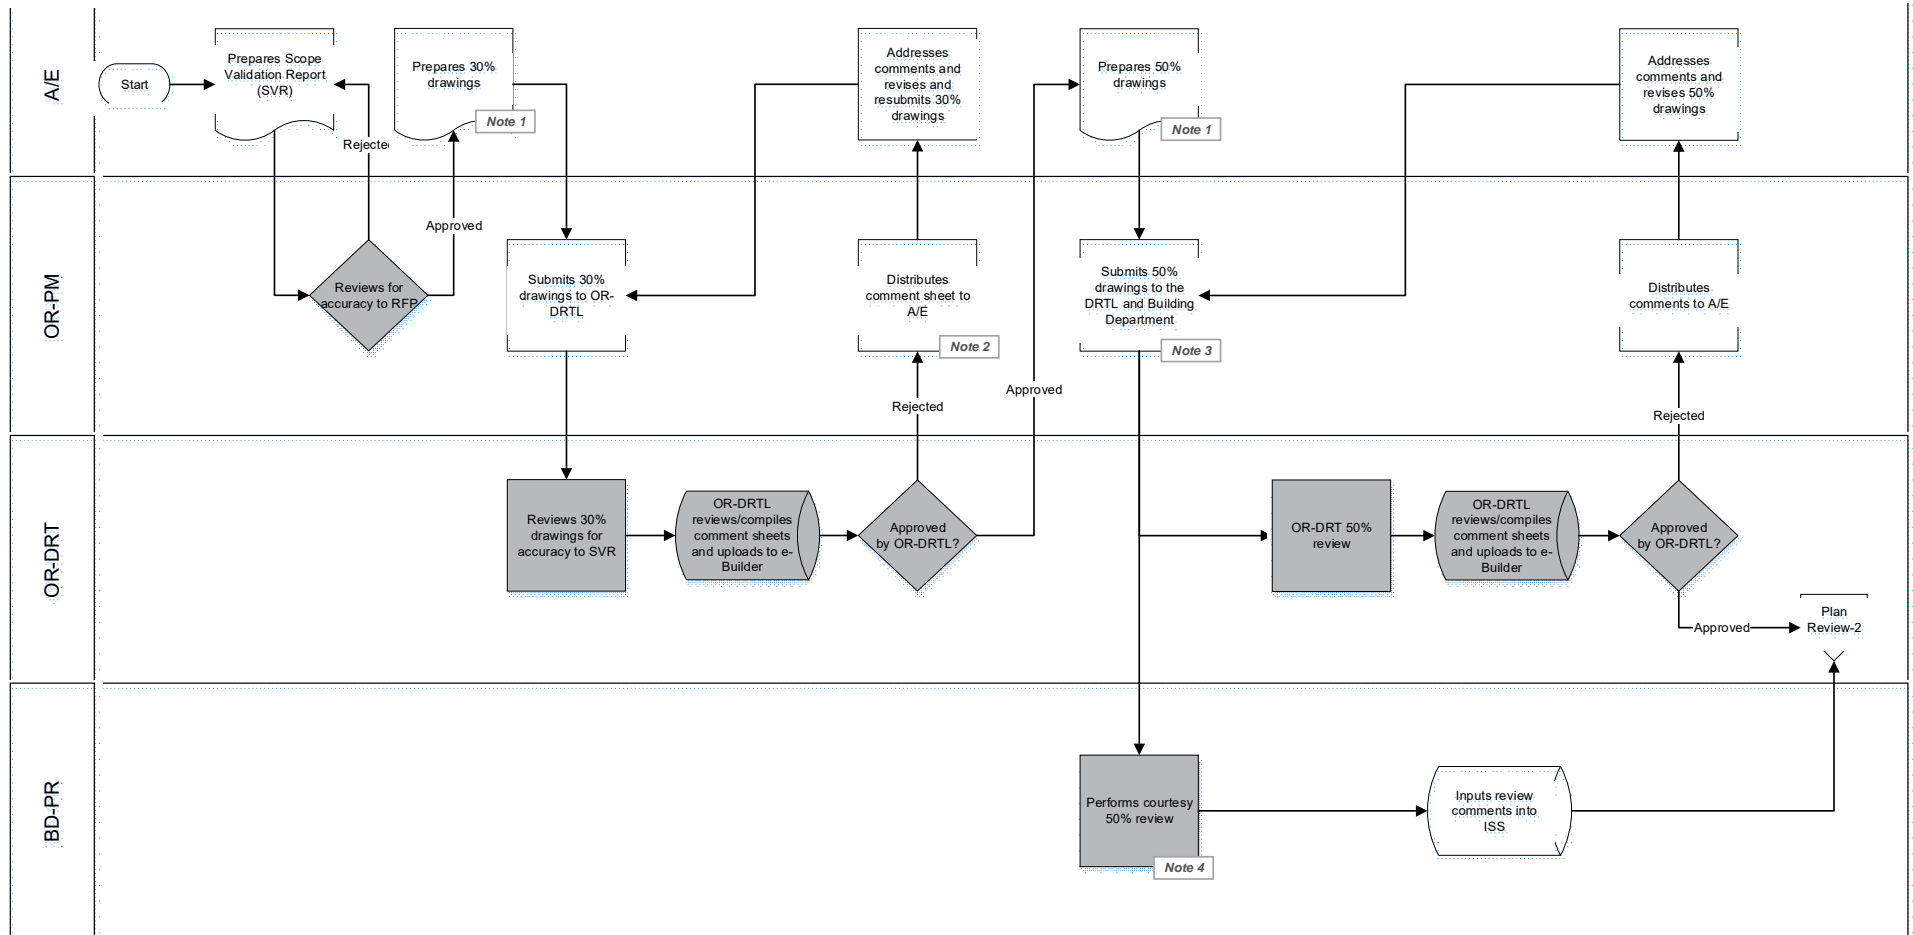 A/E
Start
Prepares Scope
Validation Report
(SVR)
Rejected
Prepares 30%
drawings
Note 1
Addresses
comments and
revises and
resubmits 30%
drawings
Prepares 50%
drawings
Note 1
Addresses
comments and
revises 50%
drawings
OR-PM
Approved
Reviews for
accuracy to RFP
Submits 30%
drawings to OR-
DRTL
Distributes
comment sheet to
A/E
Note 2
Submits 50%
drawings to the
DRTL and Building
Department
Note 3
Distributes
comments to A/E
Approved
Rejected
Rejected
OR-DRT
Reviews 30%
drawings for
accuracy to SVR
OR-DRTL
reviews/compiles
comment sheets
and uploads to e-
Builder
Approved
by OR-DRTL?
OR-DRT 50%
review
OR-DRTL
reviews/compiles
comment sheets
and uploads to e-
Builder
Approved
by OR-DRTL?
Approved
Plan
Review-2
BD-PR
Performs courtesy
50% review
Note 4
Inputs review
comments into
ISS